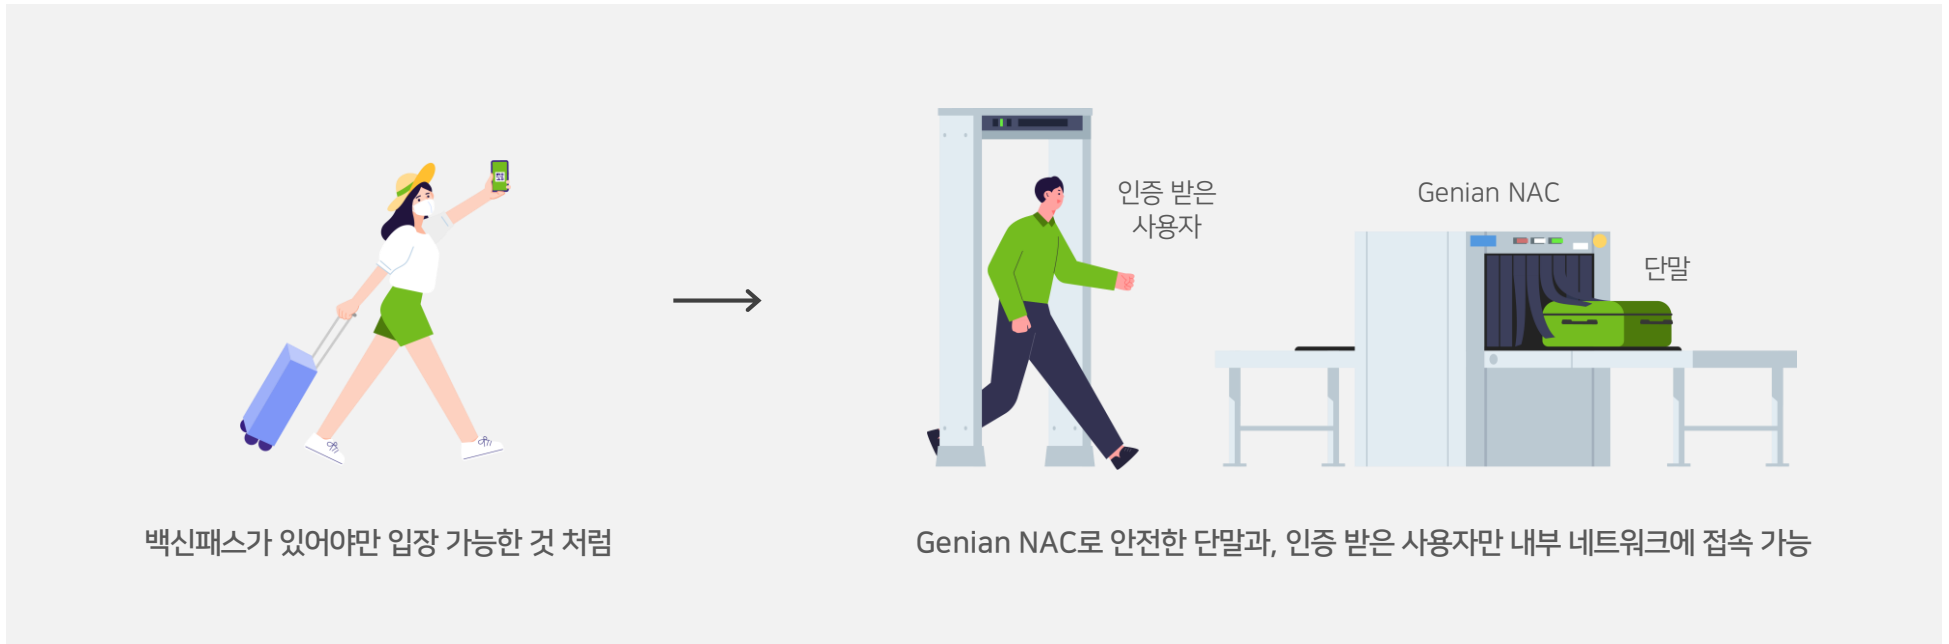 인증 받은
사용자
Genian NAC
단말
백신패스가 있어야만 입장 가능한 것 처럼
Genian NAC로 안전한 단말과, 인증 받은 사용자만 내부 네트워크에 접속 가능